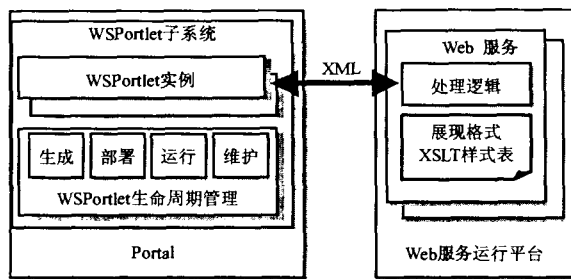 WSPortlet子系统
WSPortlet实例
生成
部署
运行
维护
WSPortlet生命周期管理
Portal
XML
Web 服务
处理逻辑
展现格式
XSLT样式表
Web服务运行平台